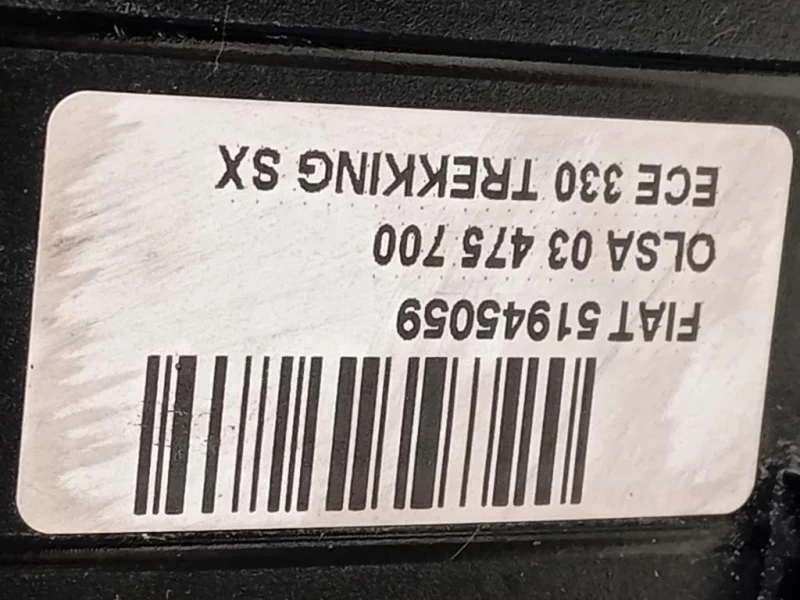 FIAT 51945059
OLSA 03 475 700
ECE 330 TREKKING SX